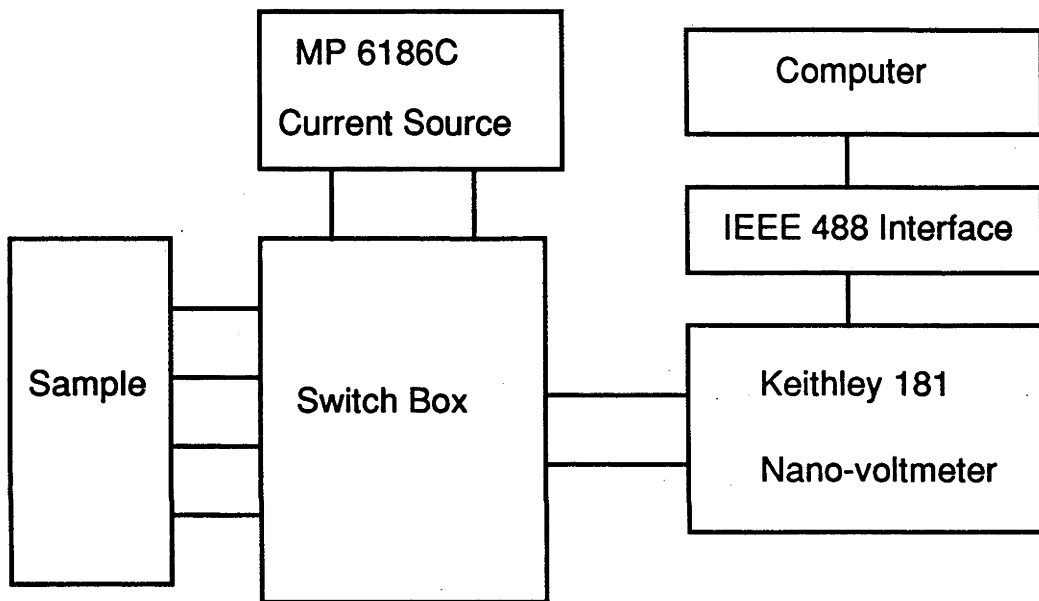 MP 6186C
Current Source
Computer
IEEE 488 Interface
Sample
Switch Box
Keithley 181
Nano-voltmeter